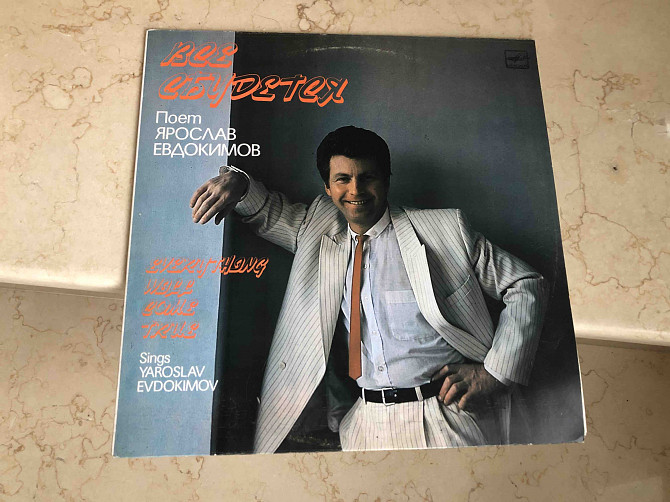 ВСЕ
СБУДЕТСЯ
Поет
ЯРОСЛАВ
ЕВДОКИМОВ
EVERYTHING
WILL
COME
TRUE
Sings
YAROSLAV
EVDOKIMOV